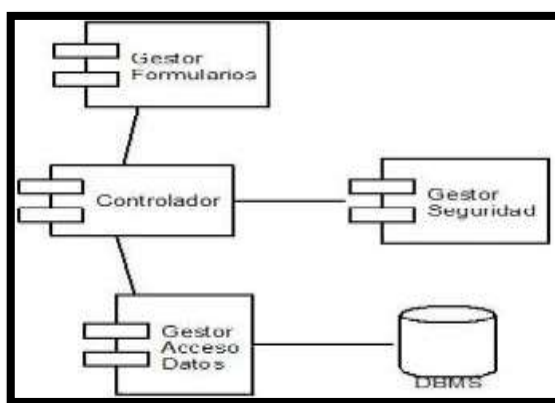 Gestor
Formularios
Controlador
Gestor
Seguridad
Gestor
Acceso
Datos
DBMS